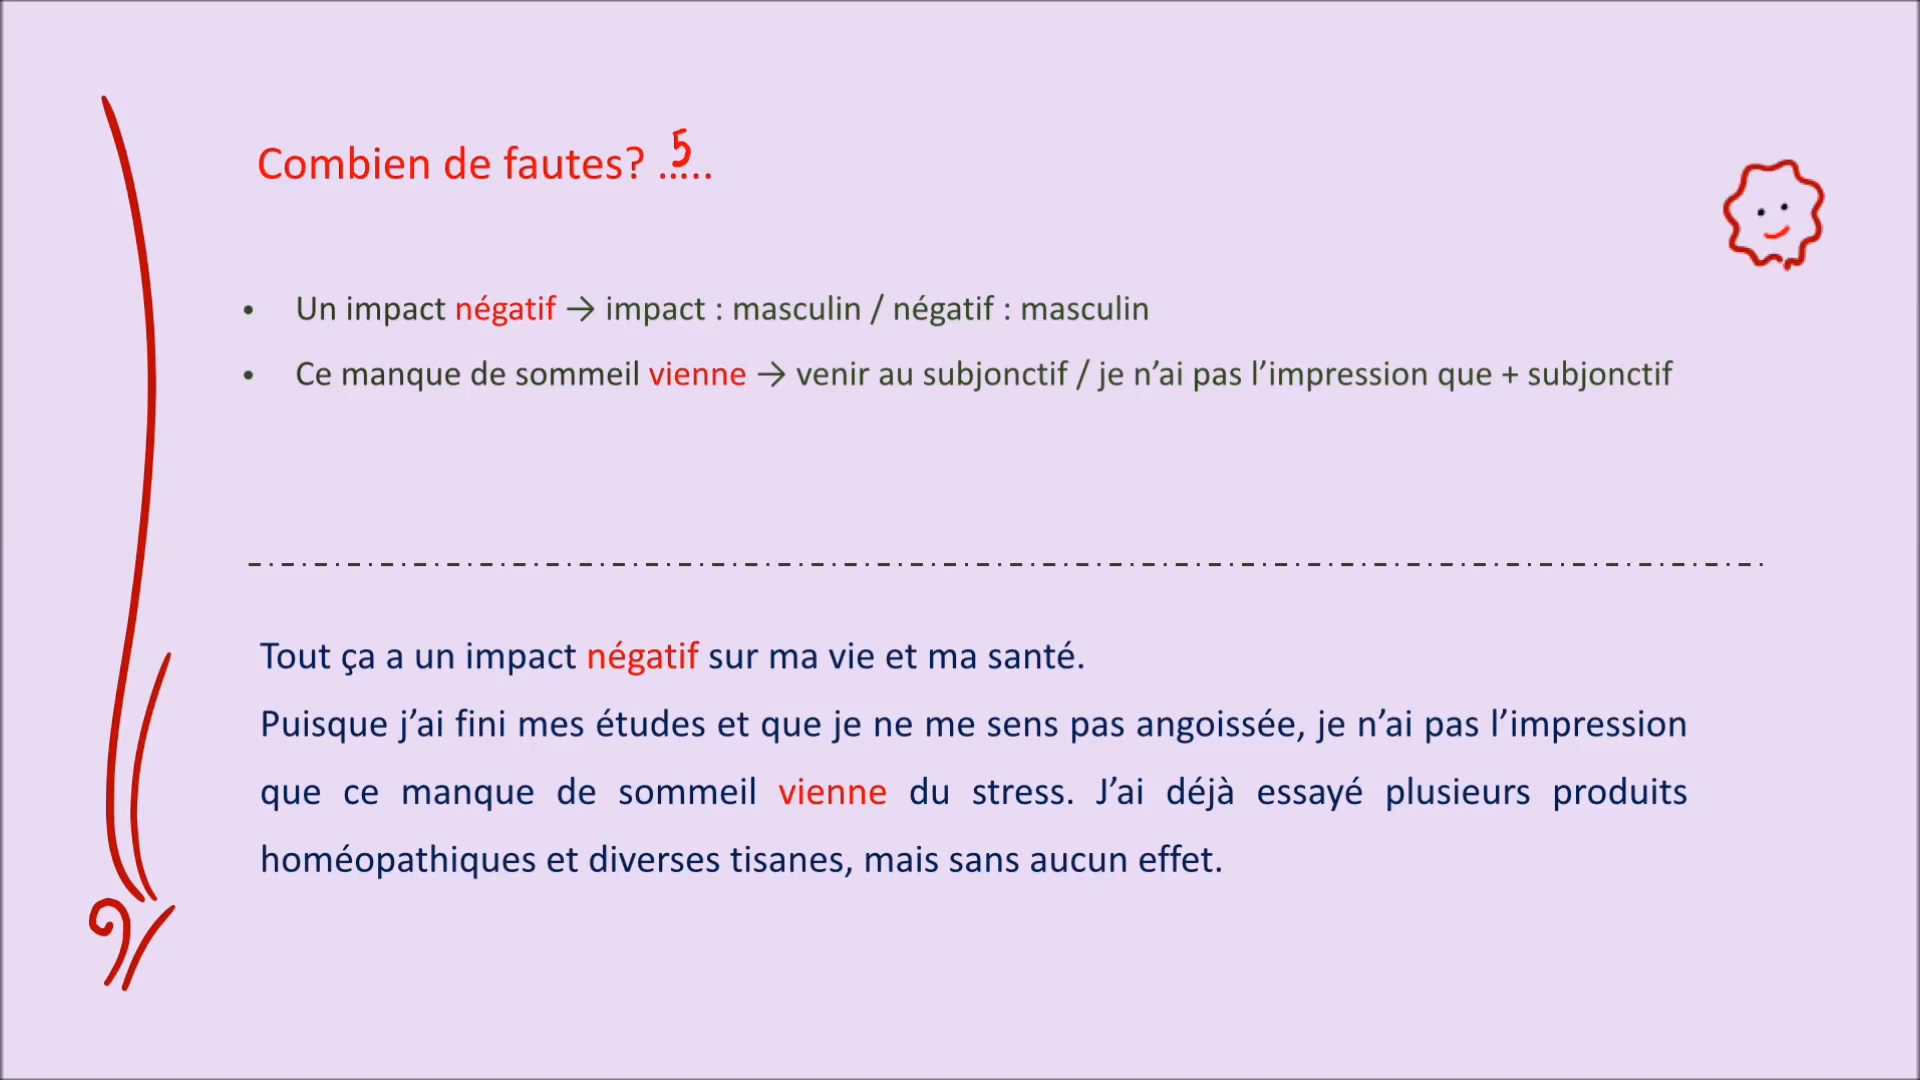 Combien de fautes? ..... 5
• Un impact négatif → impact : masculin / négatif : masculin
• Ce manque de sommeil vienne → venir au subjonctif / je n’ai pas l’impression que + subjonctif
Tout ça a un impact négatif sur ma vie et ma santé.
Puisque j’ai fini mes études et que je ne me sens pas angoissée, je n’ai pas l’impression
que ce manque de sommeil vienne du stress. J’ai déjà essayé plusieurs produits
homéopathiques et diverses tisanes, mais sans aucun effet.